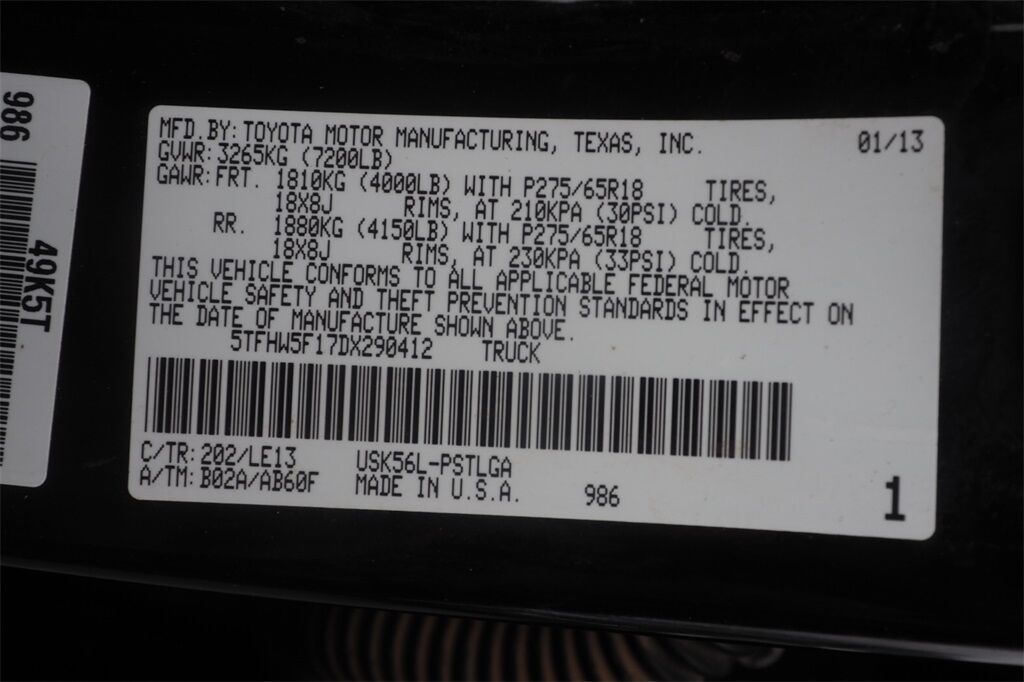 986
49K5T
MFD. BY: TOYOTA MOTOR MANUFACTURING, TEXAS, INC. 01/13
GVWR: 3265KG (7200LB)
GAWR: FRT. 1810KG (4000LB) WITH P275/65R18 TIRES,
18X8J RIMS, AT 210KPA (30PSI) COLD.
RR. 1880KG (4150LB) WITH P275/65R18 TIRES,
18X8J RIMS, AT 230KPA (33PSI) COLD.
THIS VEHICLE CONFORMS TO ALL APPLICABLE FEDERAL MOTOR
VEHICLE SAFETY AND THEFT PREVENTION STANDARDS IN EFFECT ON
THE DATE OF MANUFACTURE SHOWN ABOVE.
5TFHW5F17DX290412 TRUCK
C/TR: 202/LE13 USK56L-PSTLGA
A/TM: B02A/AB60F MADE IN U.S.A. 986 1